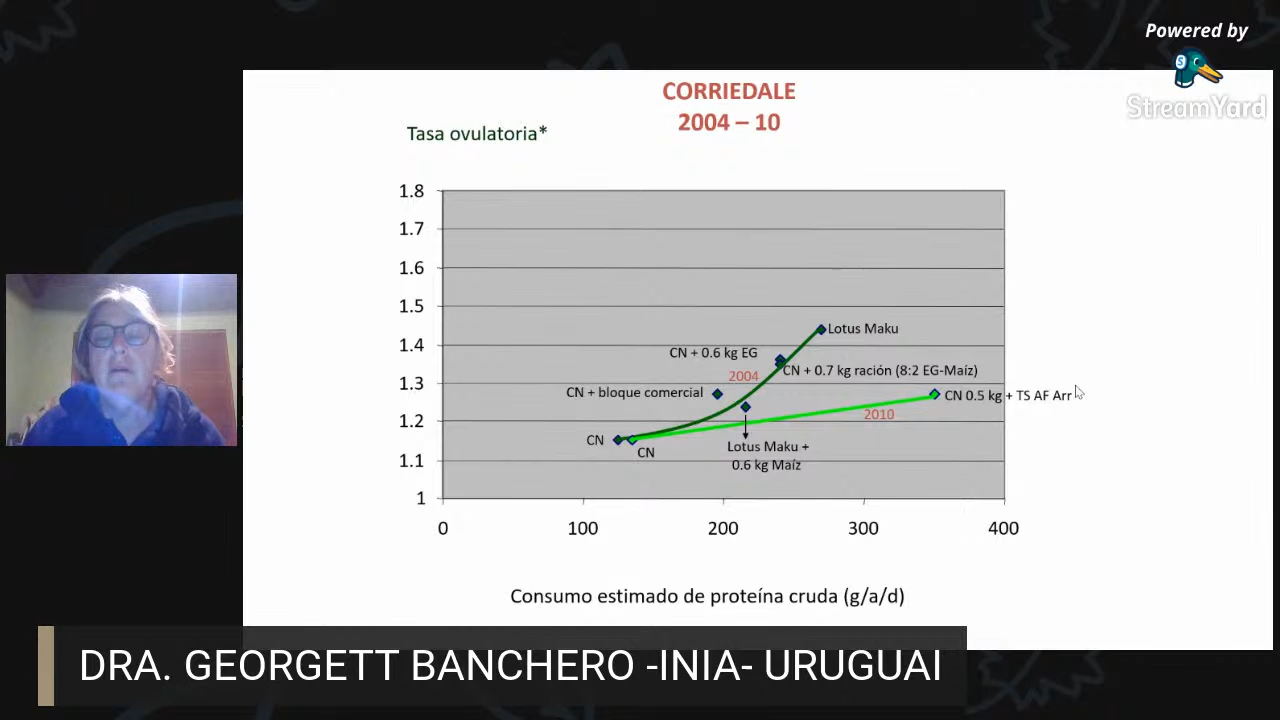 Powered by
StreamYard
CORRIEDALE
2004 – 10
Tasa ovulatoria*
1.8
1.7
1.6
1.5
1.4
1.3
1.2
1.1
1
Lotus Maku
CN + 0.6 kg EG
CN + 0.7 kg ración (8:2 EG-Maíz)
2004
CN + bloque comercial
CN 0.5 kg + TS AF Arr
2010
CN
CN
Lotus Maku +
0.6 kg Maíz
0 100 200 300 400
Consumo estimado de proteína cruda (g/a/d)
DRA. GEORGETT BANCHERO -INIA- URUGUAI